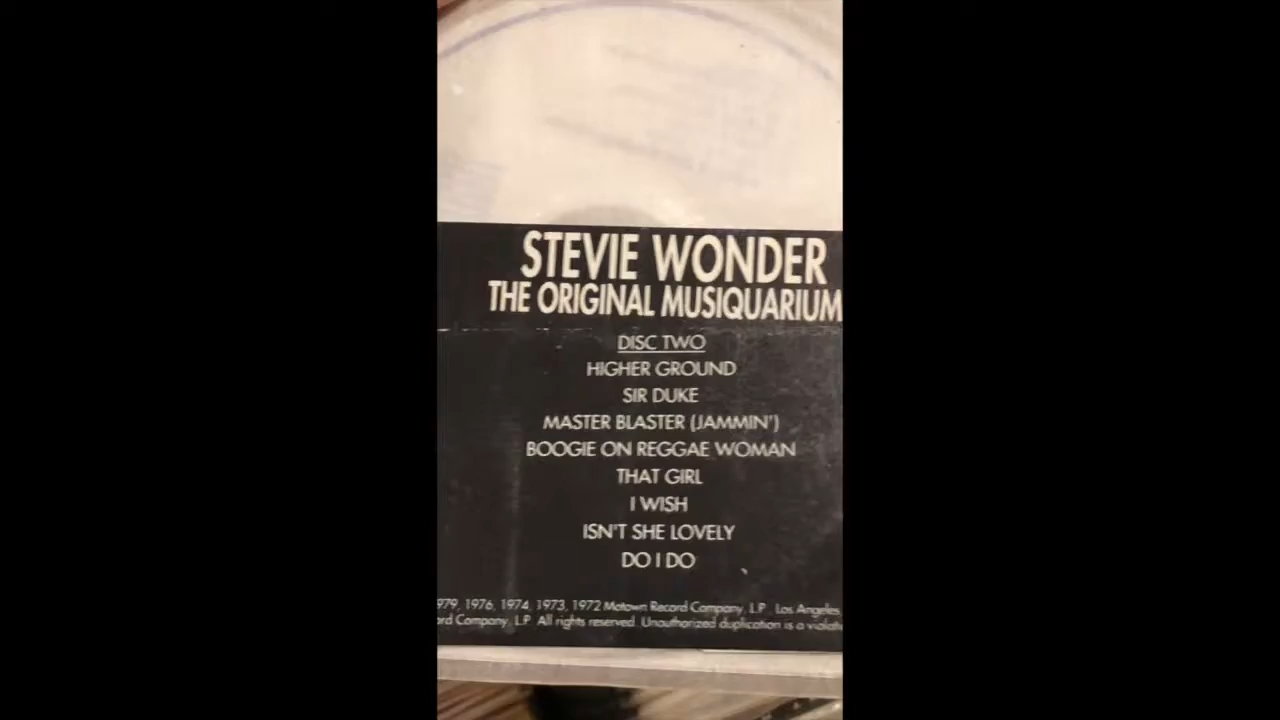 STEVIE WONDER
THE ORIGINAL MUSIQUARIUM
DISC TWO
HIGHER GROUND
SIR DUKE
MASTER BLASTER (JAMMIN')
BOOGIE ON REGGAE WOMAN
THAT GIRL
I WISH
ISN'T SHE LOVELY
DO I DO
979, 1976, 1974, 1973, 1972 Motown Record Company, L.P., Los Angeles,
ord Company, L.P. All rights reserved. Unauthorized duplication is a violati